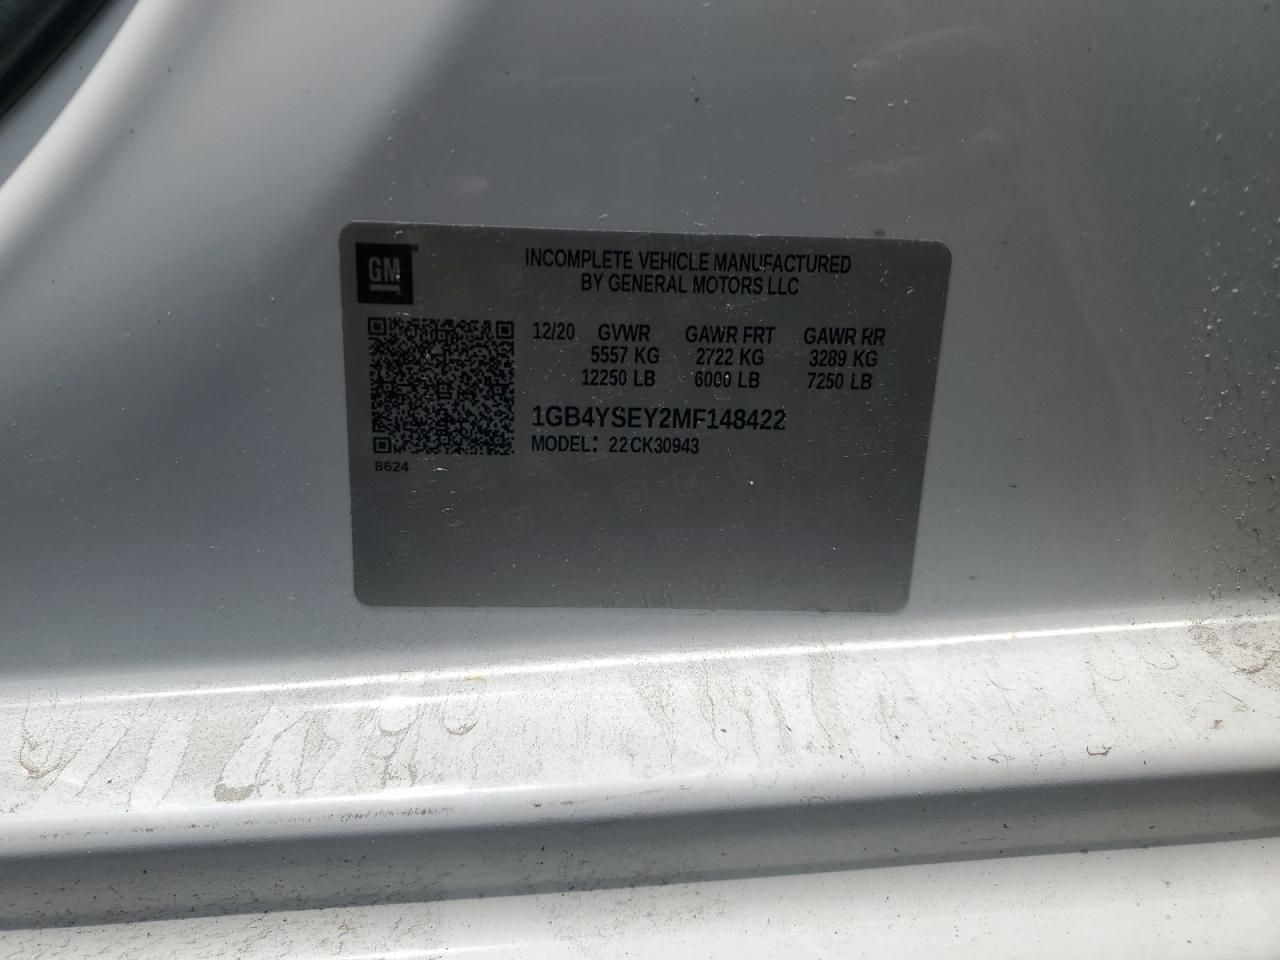 GM
INCOMPLETE VEHICLE MANUFACTURED
BY GENERAL MOTORS LLC
12/20 GVWR GAWR FRT GAWR RR
5557 KG 2722 KG 3289 KG
12250 LB 6000 LB 7250 LB
1GB4YSEY2MF148422
MODEL: 22CK30943
8624